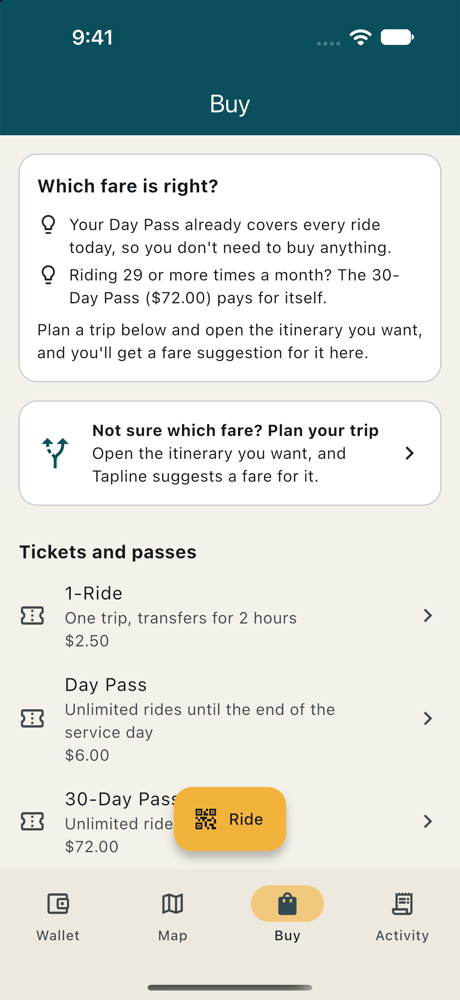 9:41
Buy
Which fare is right?
Your Day Pass already covers every ride
today, so you don't need to buy anything.
Riding 29 or more times a month? The 30-
Day Pass ($72.00) pays for itself.
Plan a trip below and open the itinerary you want,
and you'll get a fare suggestion for it here.
Not sure which fare? Plan your trip
Open the itinerary you want, and
Tapline suggests a fare for it.
Tickets and passes
1-Ride
One trip, transfers for 2 hours
$2.50
Day Pass
Unlimited rides until the end of the
service day
$6.00
30-Day Pass
Unlimited ride
$72.00
Ride
Wallet
Map
Buy
Activity